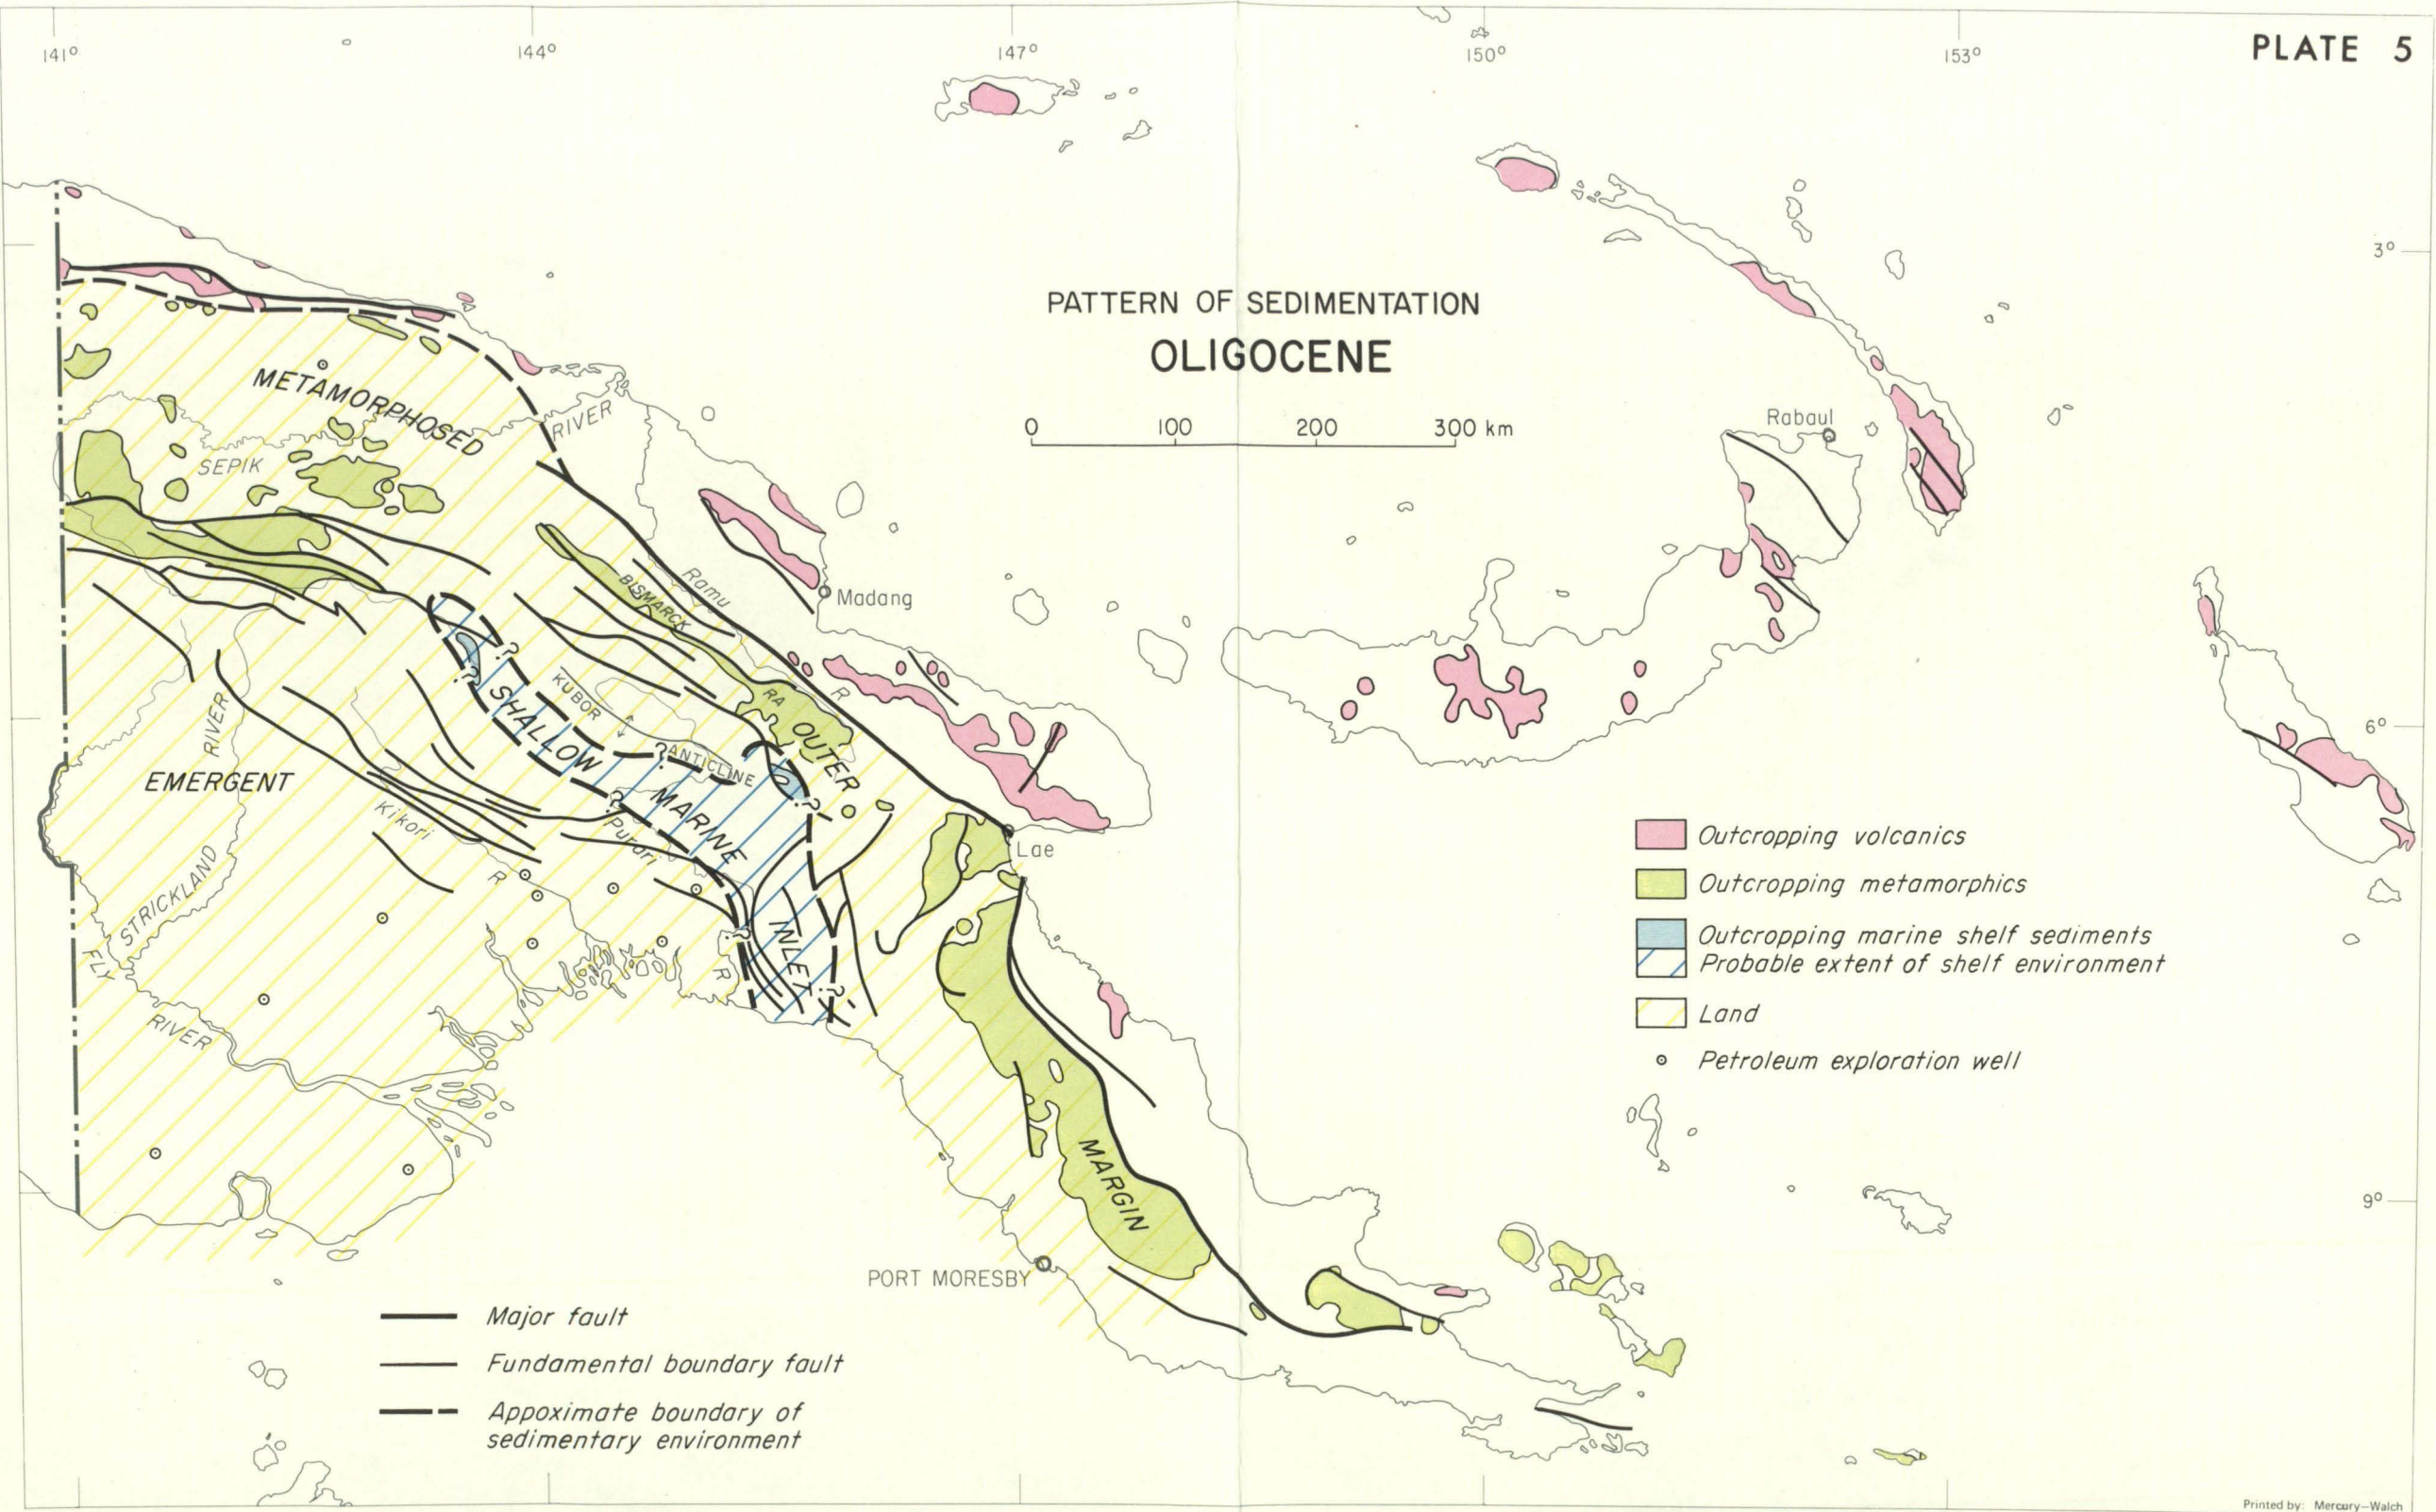 141° 144° 147° 150° 153°
PLATE 5
3°
PATTERN OF SEDIMENTATION
OLIGOCENE
0 100 200 300 km
METAMORPHOSED
RIVER
SEPIK
Rabaul
BISMARCK
Ramu
Madang
RA
R
KUBOR
ANTICLINE
?
?
SHALLOW
?
OUTER
6°
RIVER
EMERGENT
?
MARINE
?
Kikori
Purari
Lae
R
STRICKLAND
FLY
?
INLET
R
?
RIVER
Outcropping volcanics
Outcropping metamorphics
Outcropping marine shelf sediments
Probable extent of shelf environment
Land
Petroleum exploration well
MARGIN
9°
PORT MORESBY
Major fault
Fundamental boundary fault
Appoximate boundary of
sedimentary environment
Printed by: Mercury-Walch